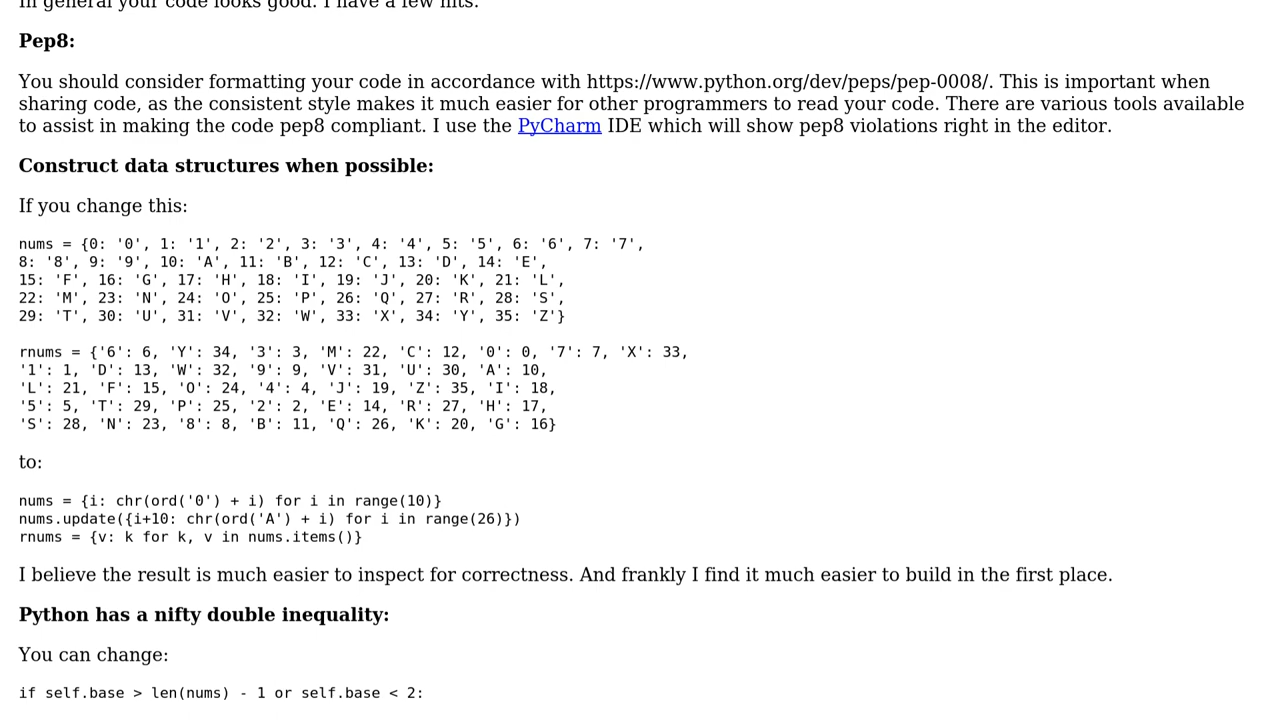 In general your code looks good. I have a few nits.
Pep8:
You should consider formatting your code in accordance with https://www.python.org/dev/peps/pep-0008/. This is important when
sharing code, as the consistent style makes it much easier for other programmers to read your code. There are various tools available
to assist in making the code pep8 compliant. I use the PyCharm IDE which will show pep8 violations right in the editor.
Construct data structures when possible:
If you change this:
nums = {0: '0', 1: '1', 2: '2', 3: '3', 4: '4', 5: '5', 6: '6', 7: '7',
8: '8', 9: '9', 10: 'A', 11: 'B', 12: 'C', 13: 'D', 14: 'E',
15: 'F', 16: 'G', 17: 'H', 18: 'I', 19: 'J', 20: 'K', 21: 'L',
22: 'M', 23: 'N', 24: 'O', 25: 'P', 26: 'Q', 27: 'R', 28: 'S',
29: 'T', 30: 'U', 31: 'V', 32: 'W', 33: 'X', 34: 'Y', 35: 'Z'}
rnums = {'6': 6, 'Y': 34, '3': 3, 'M': 22, 'C': 12, '0': 0, '7': 7, 'X': 33,
'1': 1, 'D': 13, 'W': 32, '9': 9, 'V': 31, 'U': 30, 'A': 10,
'L': 21, 'F': 15, 'O': 24, '4': 4, 'J': 19, 'Z': 35, 'I': 18,
'5': 5, 'T': 29, 'P': 25, '2': 2, 'E': 14, 'R': 27, 'H': 17,
'S': 28, 'N': 23, '8': 8, 'B': 11, 'Q': 26, 'K': 20, 'G': 16}
to:
nums = {i: chr(ord('0') + i) for i in range(10)}
nums.update({i+10: chr(ord('A') + i) for i in range(26)})
rnums = {v: k for k, v in nums.items()}
I believe the result is much easier to inspect for correctness. And frankly I find it much easier to build in the first place.
Python has a nifty double inequality:
You can change:
if self.base > len(nums) - 1 or self.base < 2: